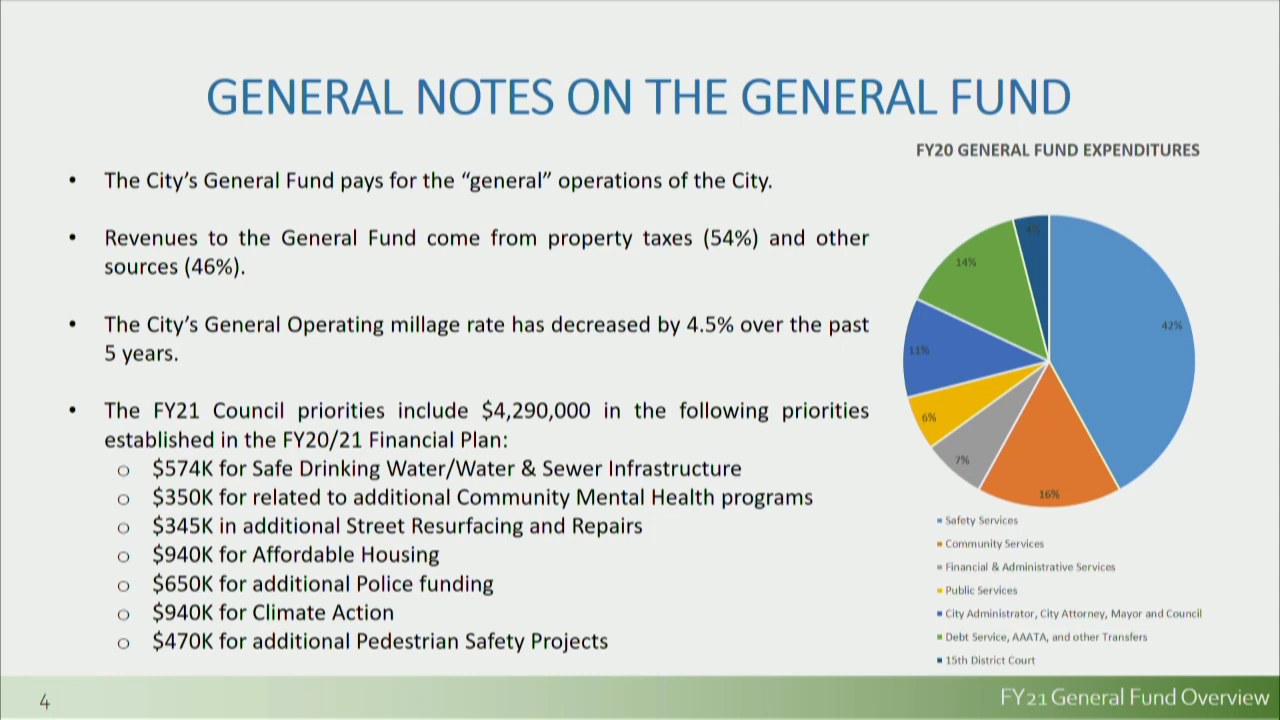 GENERAL NOTES ON THE GENERAL FUND
• The City’s General Fund pays for the “general” operations of the City.
• Revenues to the General Fund come from property taxes (54%) and other
sources (46%).
• The City’s General Operating millage rate has decreased by 4.5% over the past
5 years.
• The FY21 Council priorities include $4,290,000 in the following priorities
established in the FY20/21 Financial Plan:
o $574K for Safe Drinking Water/Water & Sewer Infrastructure
o $350K for related to additional Community Mental Health programs
o $345K in additional Street Resurfacing and Repairs
o $940K for Affordable Housing
o $650K for additional Police funding
o $940K for Climate Action
o $470K for additional Pedestrian Safety Projects
FY20 GENERAL FUND EXPENDITURES
4%
14%
42%
11%
6%
7%
16%
Safety Services
Community Services
Financial & Administrative Services
Public Services
City Administrator, City Attorney, Mayor and Council
Debt Service, AAATA, and other Transfers
15th District Court
4
FY21 General Fund Overview